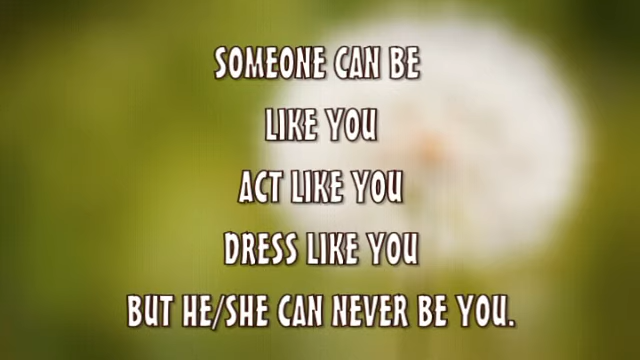 SOMEONE CAN BE
LIKE YOU
ACT LIKE YOU
DRESS LIKE YOU
BUT HE/SHE CAN NEVER BE YOU.